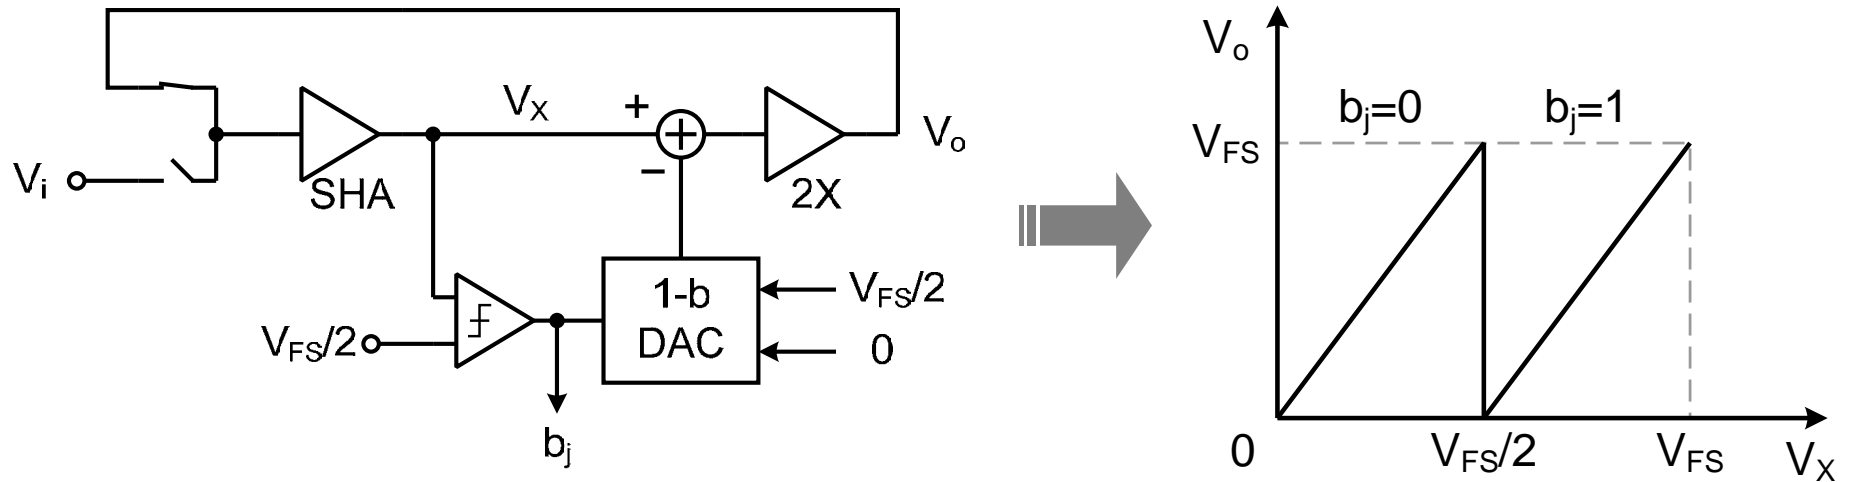 V_i
SHA
V_X
+
−
2X
V_o
V_FS/2
b_j
1-b
DAC
V_FS/2
0
V_o
V_FS
b_j=0
b_j=1
0
V_FS/2
V_FS
V_X